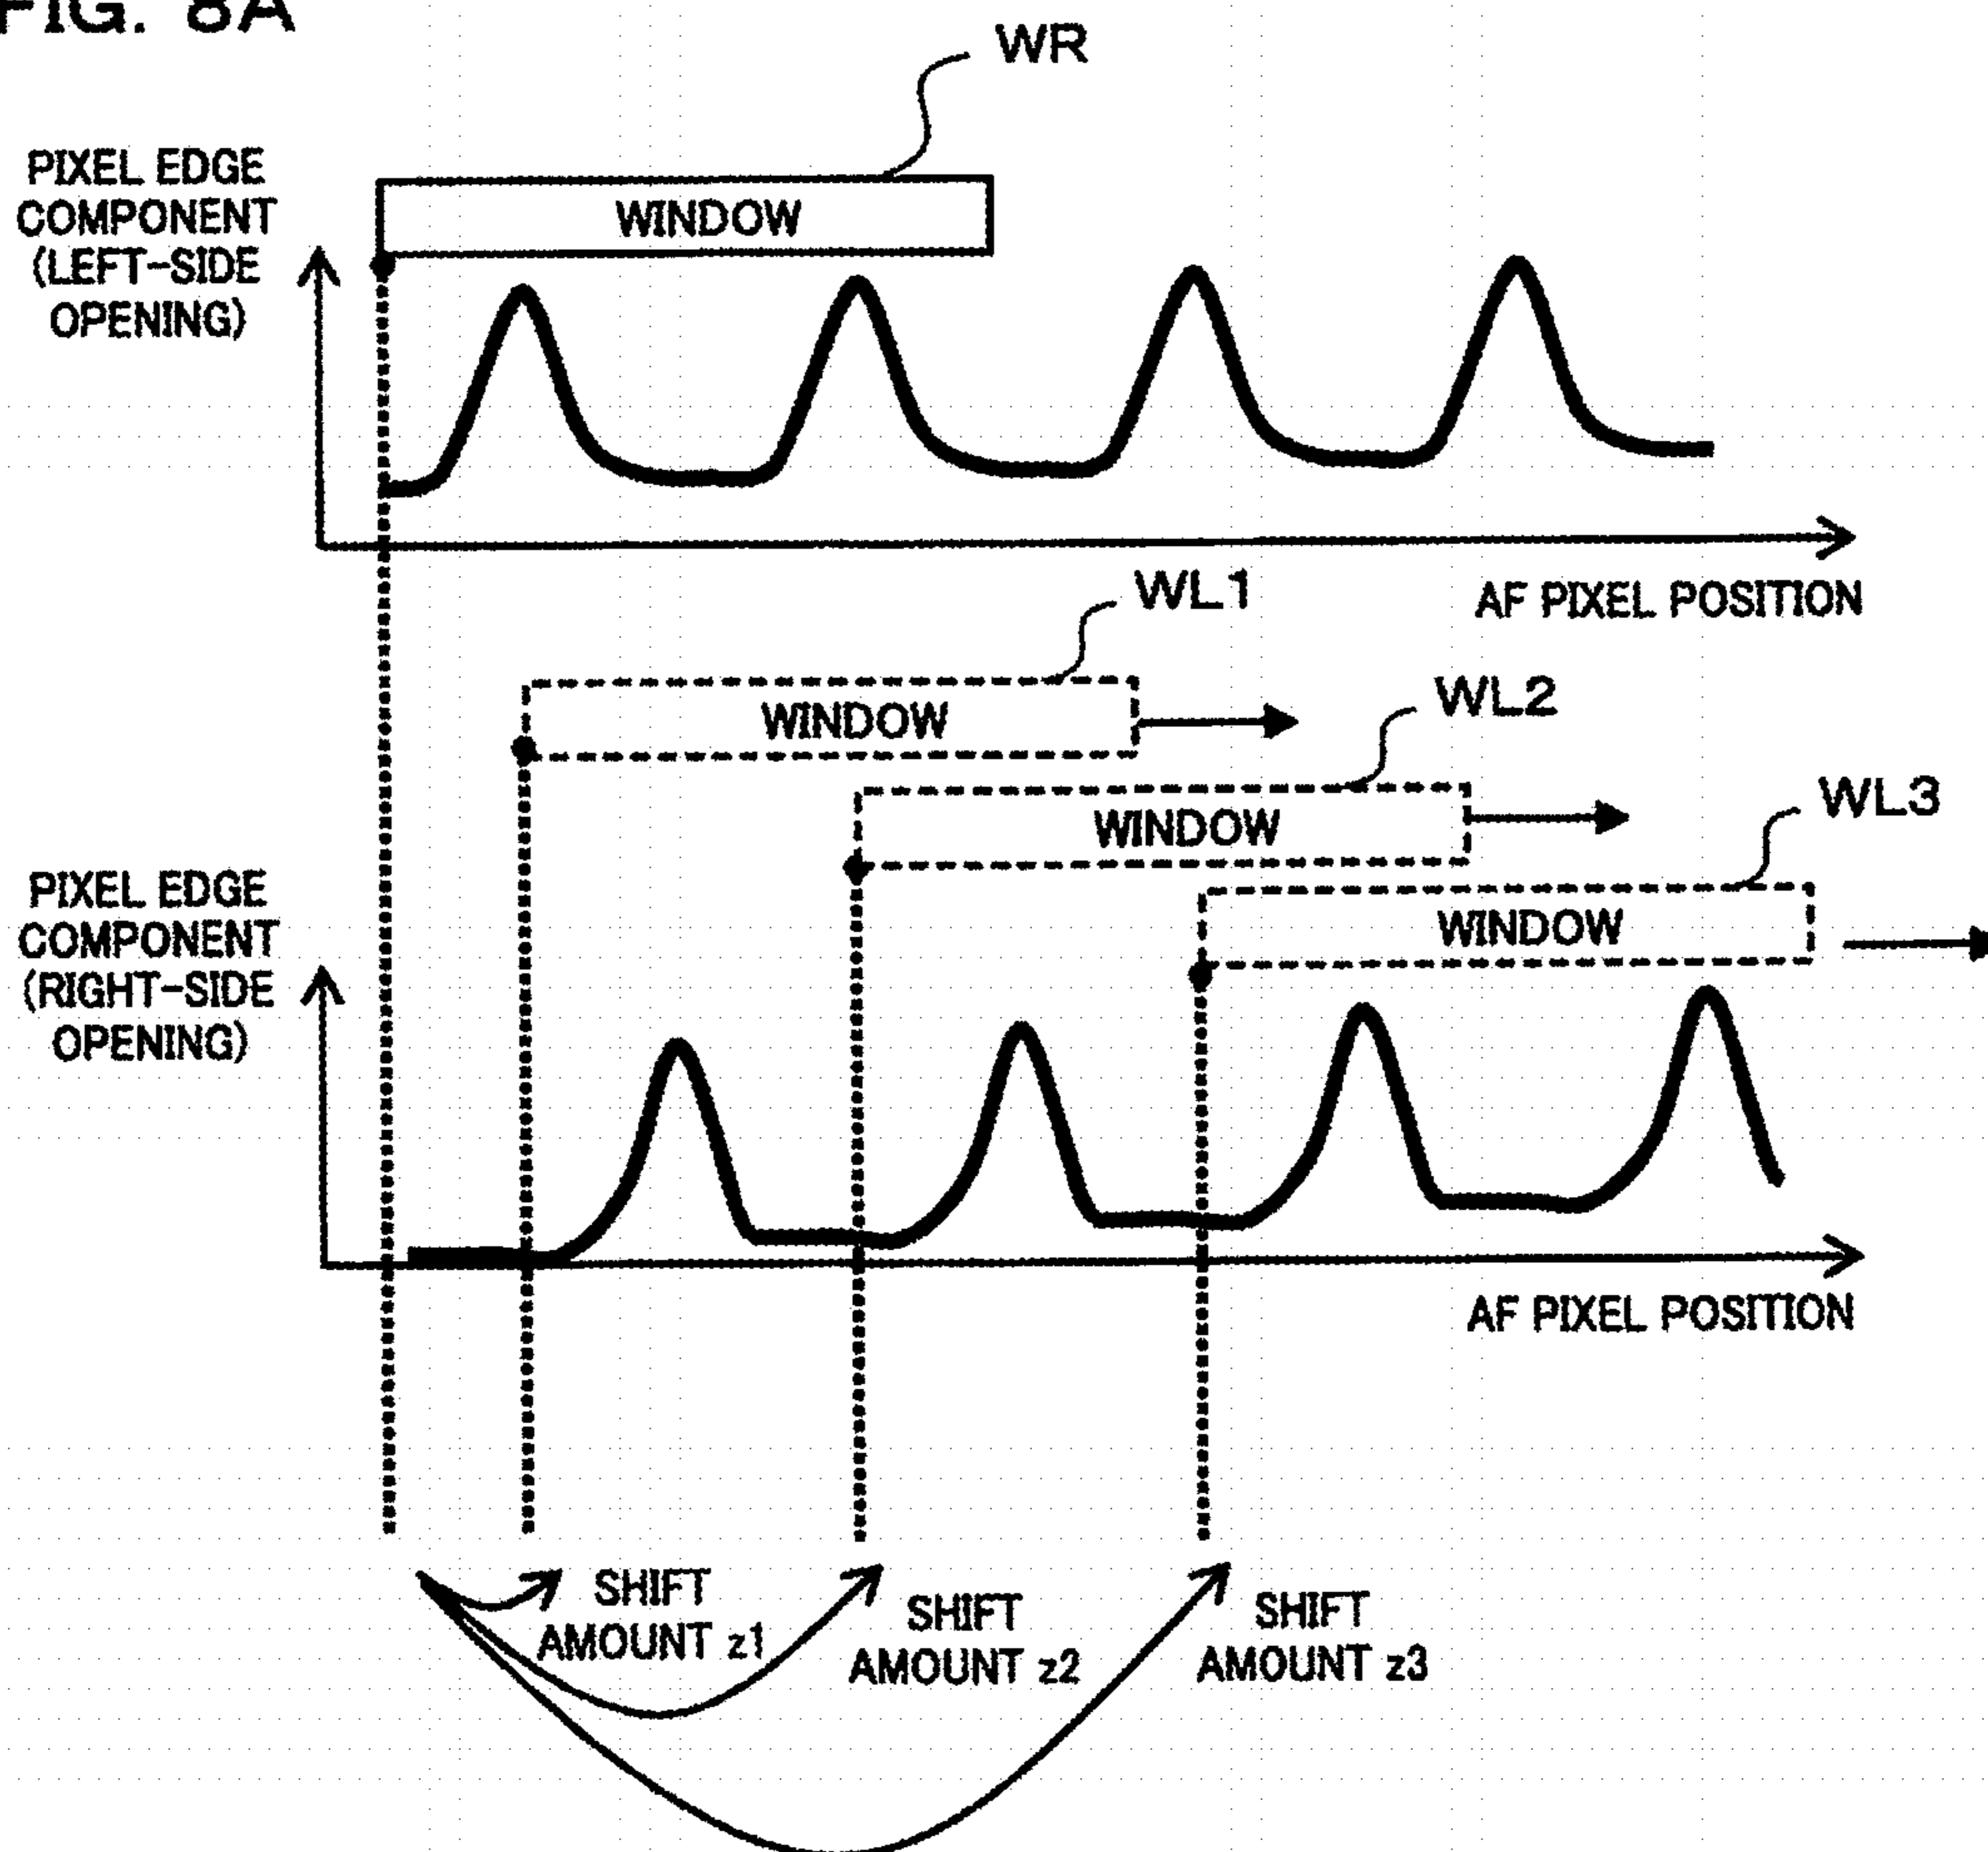 FIG. 8A
WR
PIXEL EDGE
COMPONENT
(LEFT-SIDE
OPENING)
WINDOW
AF PIXEL POSITION
WL1
WINDOW
WL2
WINDOW
WL3
WINDOW
PIXEL EDGE
COMPONENT
(RIGHT-SIDE
OPENING)
AF PIXEL POSITION
SHIFT
AMOUNT z1
SHIFT
AMOUNT z2
SHIFT
AMOUNT z3